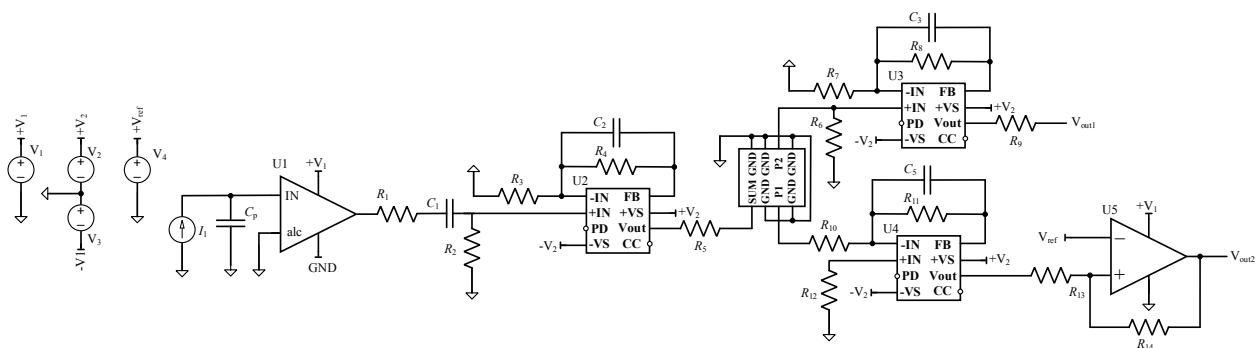 +V1
V1
+V2
V2
V3
-V1
+Vref
V4
I1
Cp
U1
+V1
IN
alc
GND
R1
C1
R2
R3
C2
R4
U2
-IN FB
+IN +VS
PD Vout
-VS CC
+V2
-V2
R5
SUM GND
GND GND
P1 P2
GND GND
GND GND
R6
R7
C3
R8
U3
-IN FB
+IN +VS
PD Vout
-VS CC
+V2
-V2
R9
Vout1
R10
C5
R11
U4
-IN FB
+IN +VS
PD Vout
-VS CC
+V2
-V2
R12
R13
Vref
U5
+V1
R14
Vout2